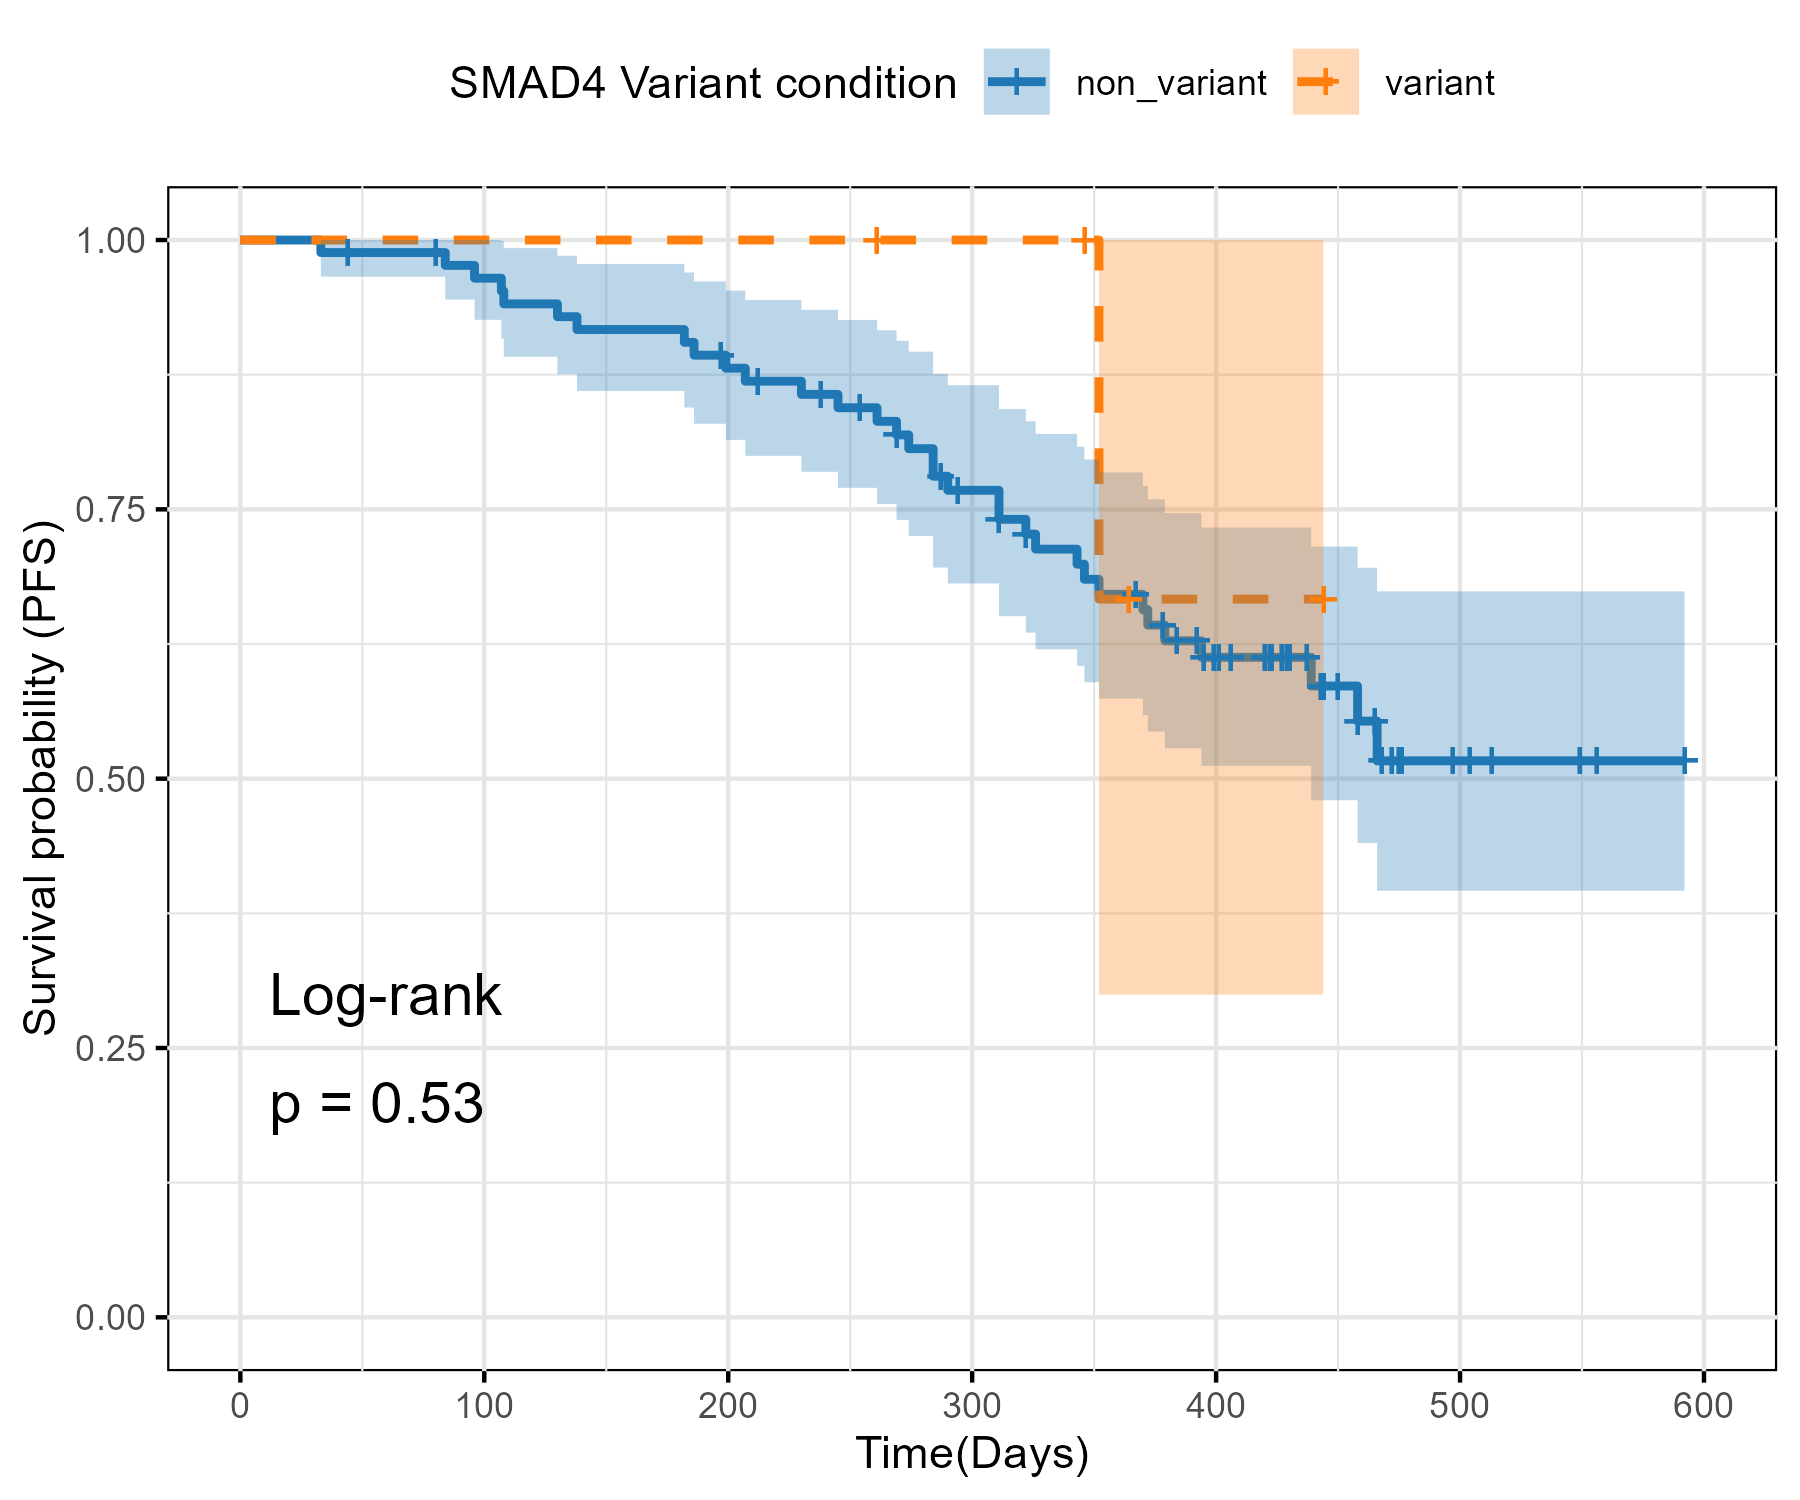 SMAD4 Variant condition non_variant variant
Survival probability (PFS)
1.00
0.75
0.50
0.25
0.00
Log-rank
p = 0.53
0 100 200 300 400 500 600
Time(Days)